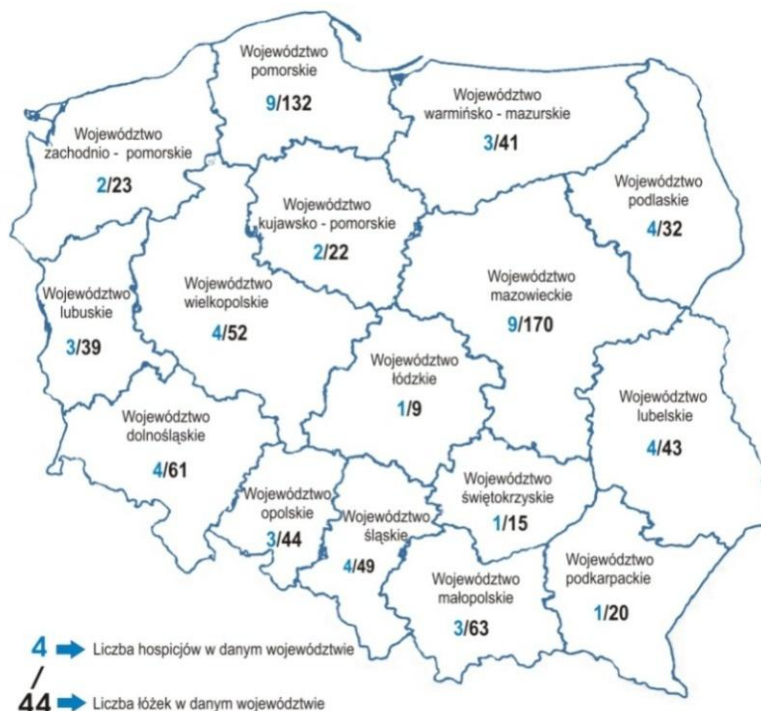 Województwo
pomorskie
9/132
Województwo
warmińsko - mazurskie
3/41
Województwo
zachodnio - pomorskie
2/23
Województwo
podlaskie
4/32
Województwo
kujawsko - pomorskie
2/22
Województwo
wielkopolskie
4/52
Województwo
mazowieckie
9/170
Województwo
lubuskie
3/39
Województwo
łódzkie
1/9
Województwo
lubelskie
4/43
Województwo
dolnośląskie
4/61
Województwo
świętokrzyskie
1/15
Województwo
opolskie
3/44
Województwo
śląskie
4/49
Województwo
podkarpackie
1/20
Województwo
małopolskie
3/63
4 Liczba hospicjów w danym województwie
/
44 Liczba łóżek w danym województwie